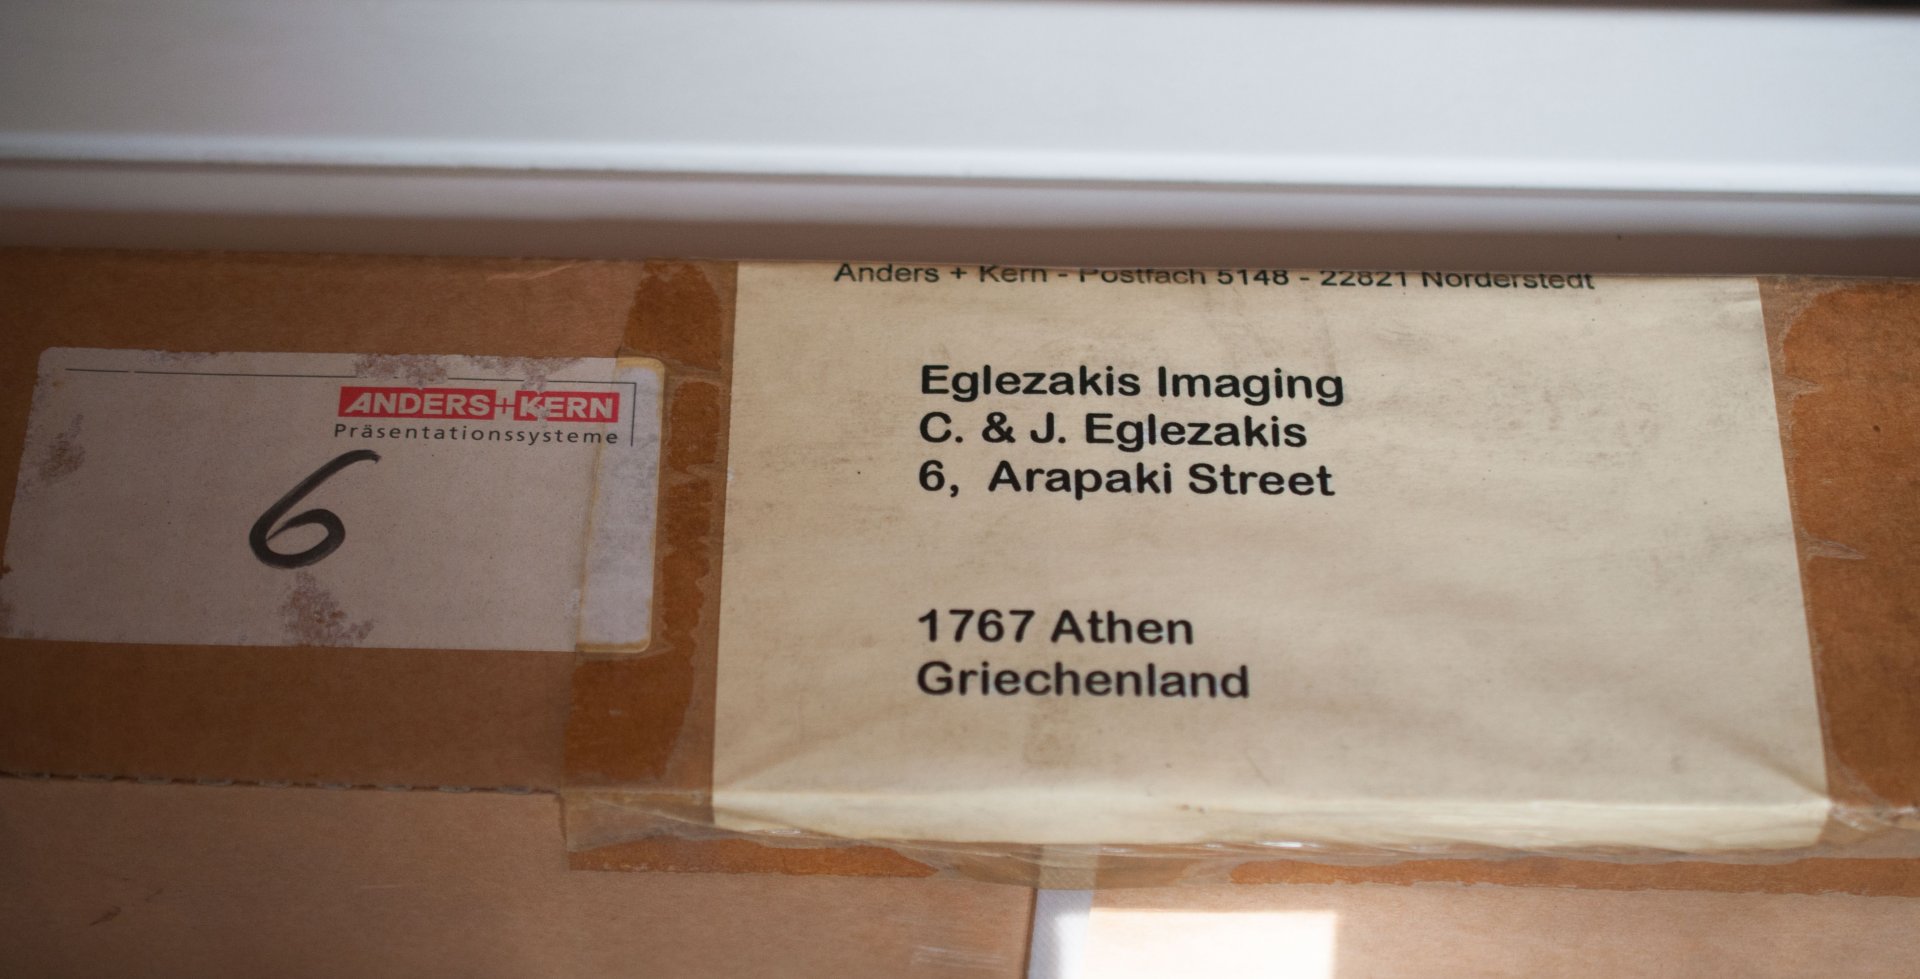 ANDERS+KERN
Präsentationssysteme
6
Anders + Kern - Postfach 5148 - 22821 Norderstedt
Eglezakis Imaging
C. & J. Eglezakis
6, Arapaki Street
1767 Athen
Griechenland